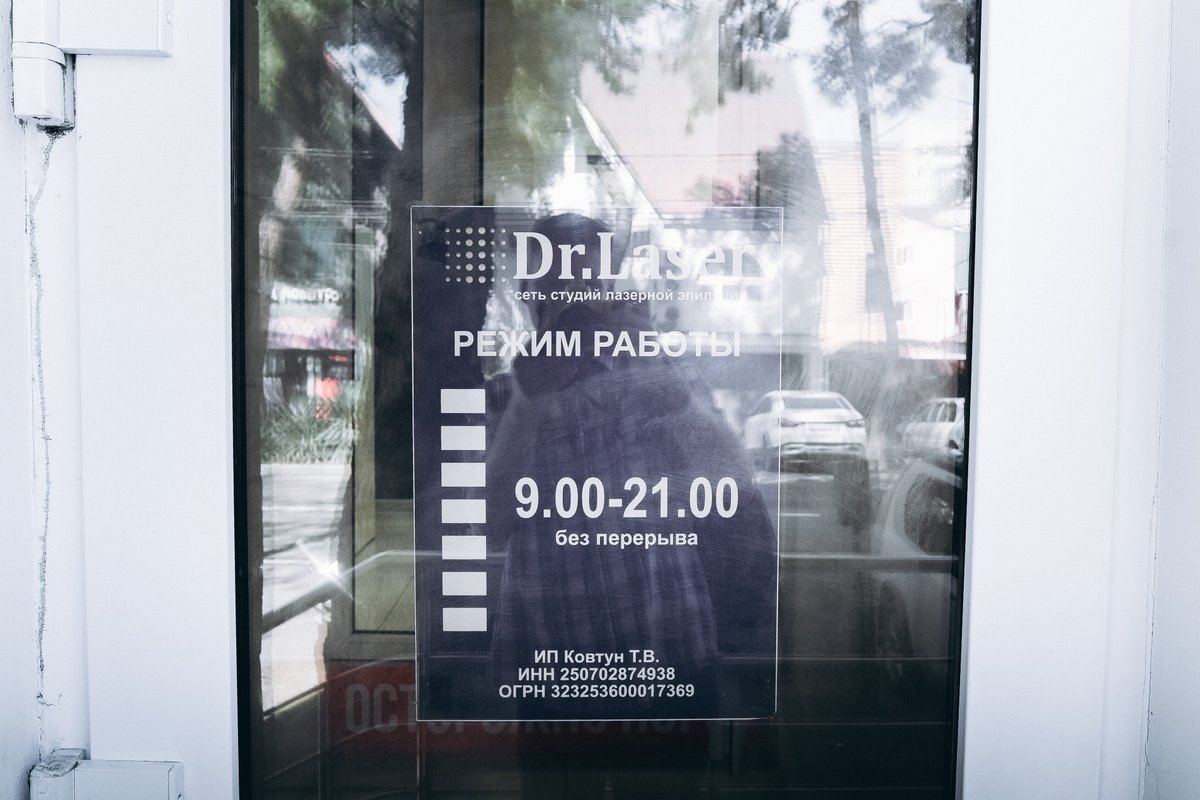 Dr.Laser
сеть студий лазерной эпиляции
РЕЖИМ РАБОТЫ
9.00-21.00
без перерыва
ИП Ковтун Т.В.
ИНН 250702874938
ОГРН 323253600017369